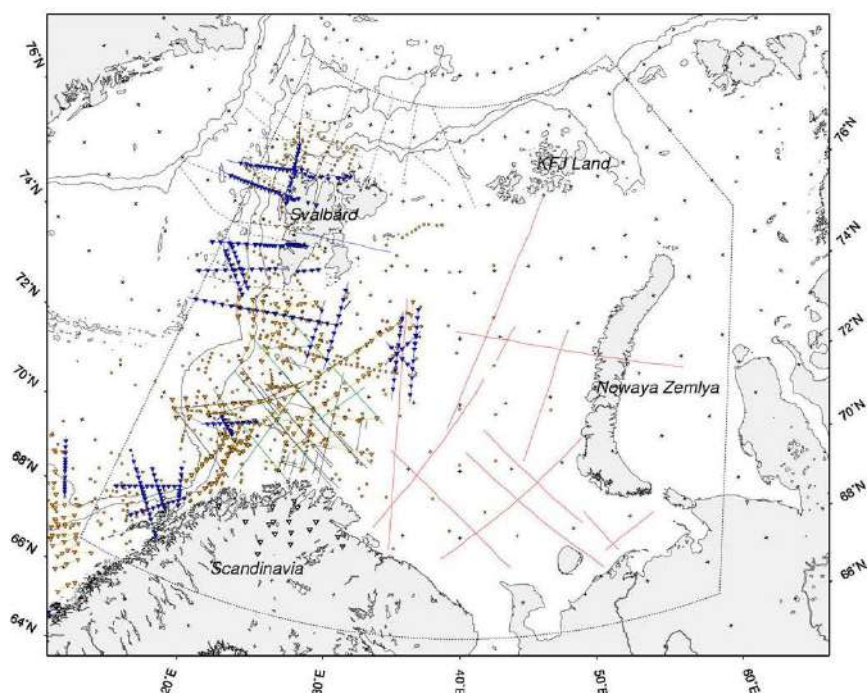 76°N
76°N
KFJ Land
74°N
Svalbard
74°N
72°N
72°N
70°N
Nowaya Zemlya
70°N
68°N
68°N
66°N
Scandinavia
66°N
64°N
20°E
30°E
40°E
50°E
60°E